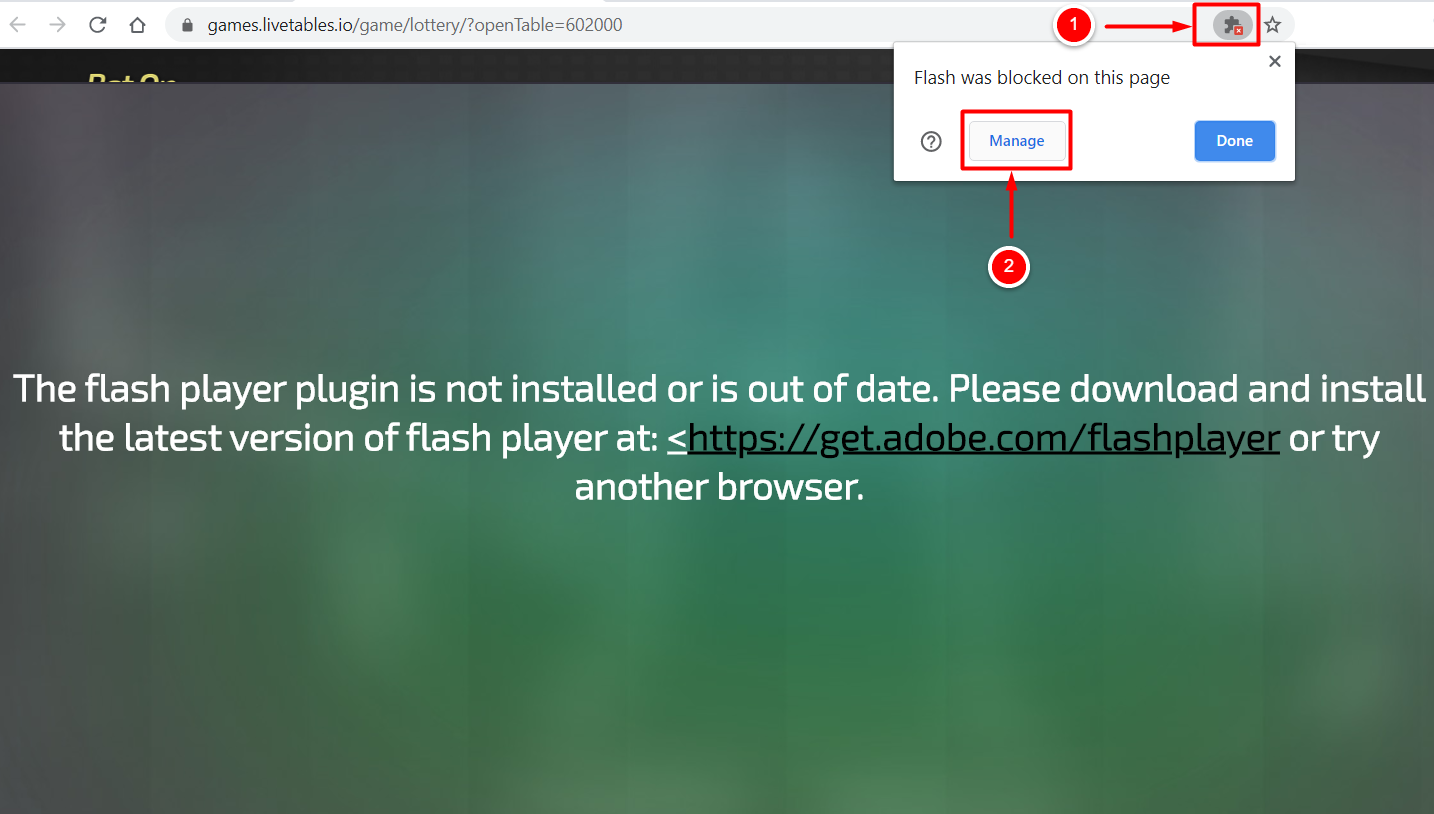 games.livetables.io/game/lottery/?openTable=602000
1
Bet On
Flash was blocked on this page
Manage
Done
2
The flash player plugin is not installed or is out of date. Please download and install
the latest version of flash player at: <https://get.adobe.com/flashplayer or try
another browser.